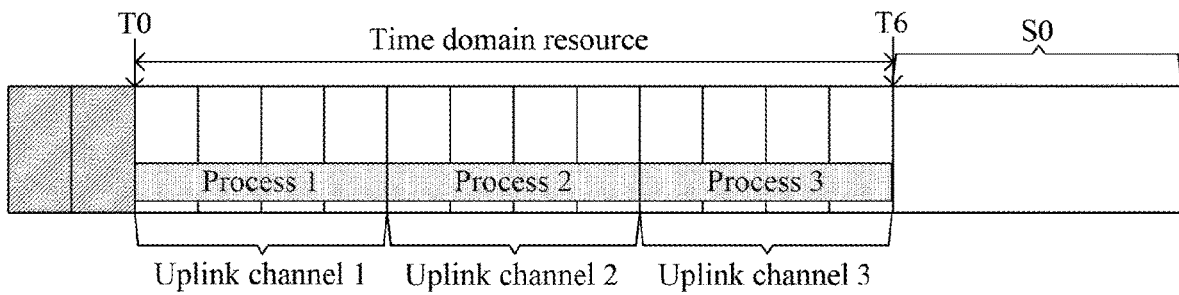 T0
Time domain resource
T6
S0
Process 1
Process 2
Process 3
Uplink channel 1
Uplink channel 2
Uplink channel 3